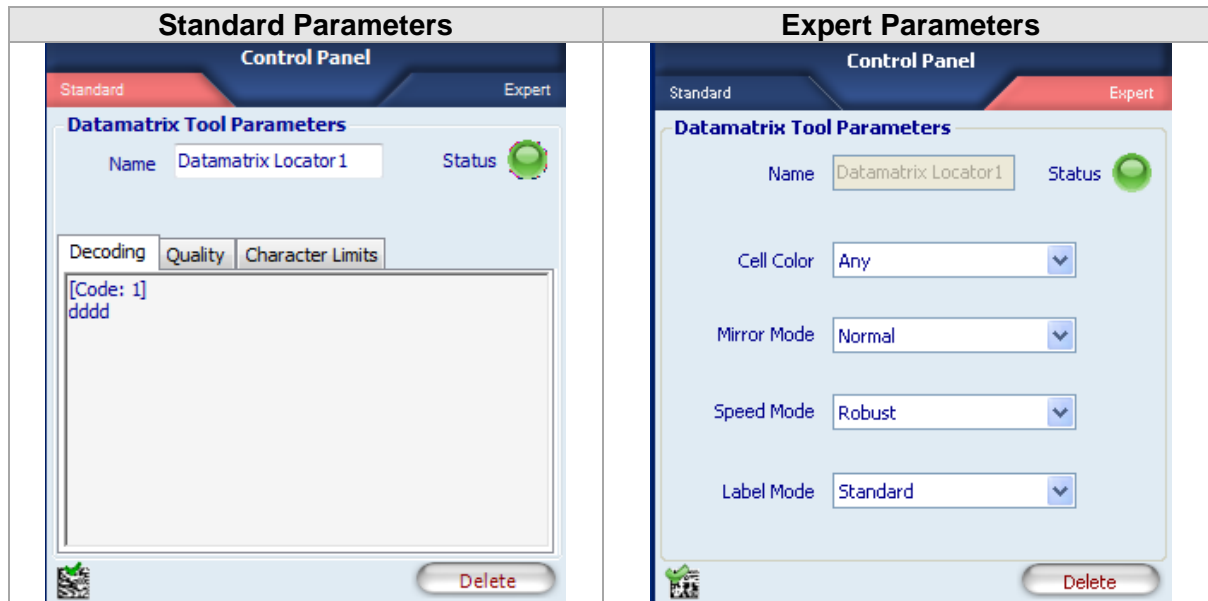 Standard Parameters
Control Panel
Standard Expert
Datamatrix Tool Parameters
Name Datamatrix Locator1 Status
Decoding Quality Character Limits
[Code: 1]
dddd
Delete
Expert Parameters
Control Panel
Standard Expert
Datamatrix Tool Parameters
Name Datamatrix Locator1 Status
Cell Color Any
Mirror Mode Normal
Speed Mode Robust
Label Mode Standard
Delete